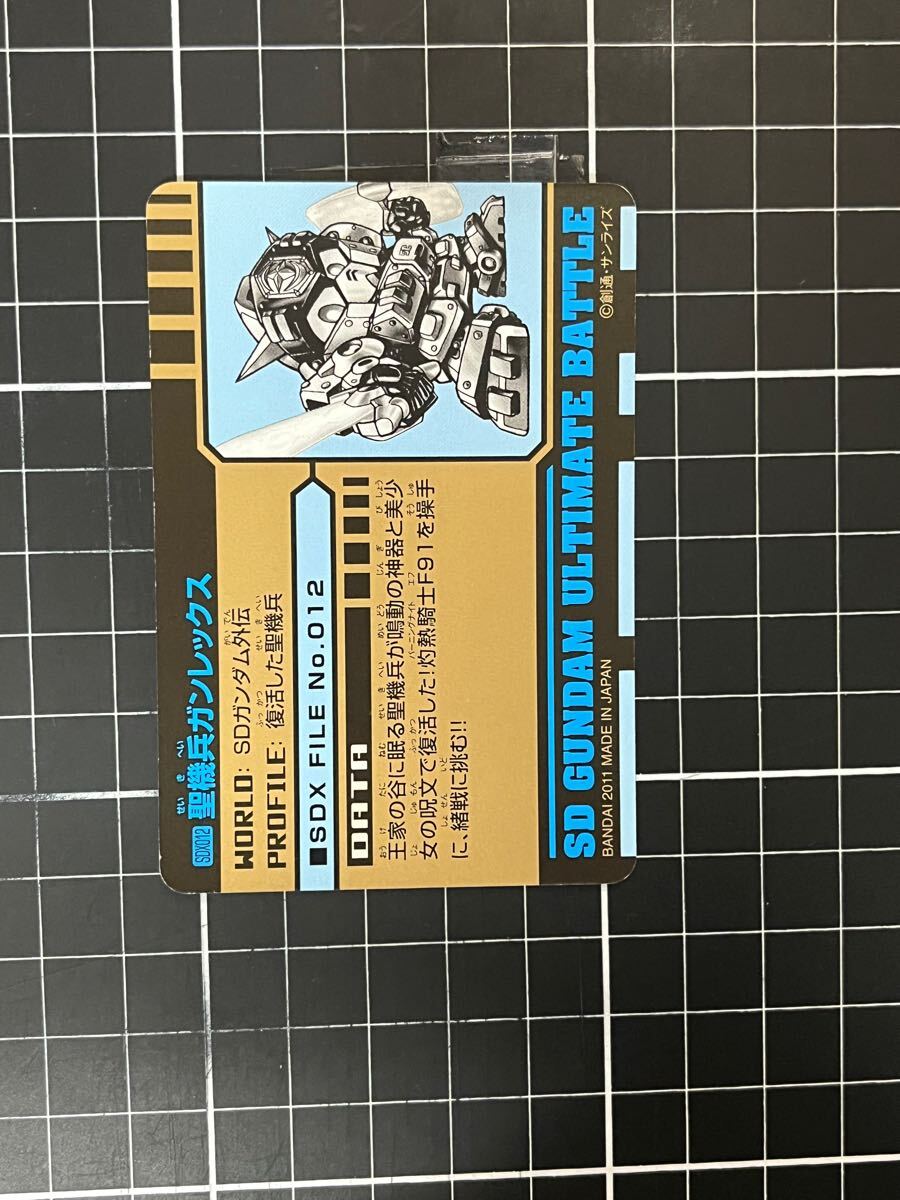 SDX012 聖機兵ガンレックス
WORLD: SDガンダム外伝
PROFILE: 復活した聖機兵
■SDX FILE No.012
DATA
王家の谷に眠る聖機兵が鳴動の神器と美少
女の呪文で復活した!灼熱騎士F91を操手
に、緒戦に挑む!!
SD GUNDAM ULTIMATE BATTLE
BANDAI 2011 MADE IN JAPAN
©創通・サンライズ